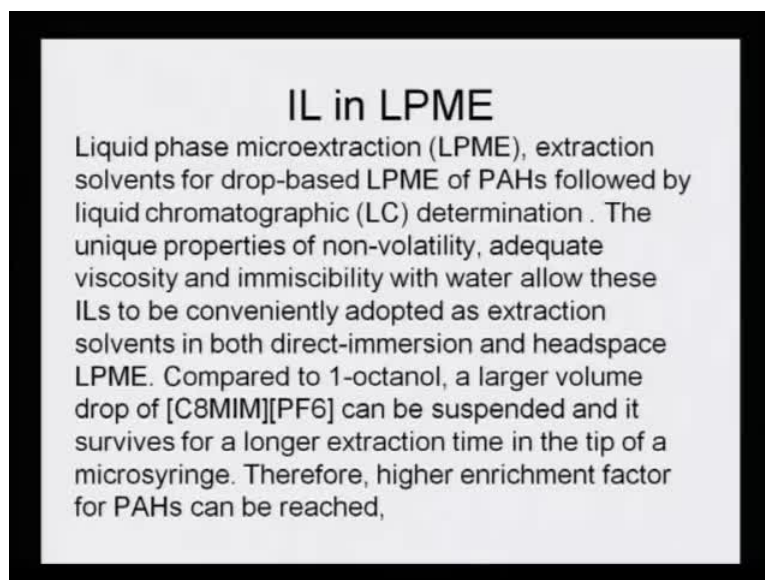 IL in LPME
Liquid phase microextraction (LPME), extraction
solvents for drop-based LPME of PAHs followed by
liquid chromatographic (LC) determination . The
unique properties of non-volatility, adequate
viscosity and immiscibility with water allow these
ILs to be conveniently adopted as extraction
solvents in both direct-immersion and headspace
LPME. Compared to 1-octanol, a larger volume
drop of [C8MIM][PF6] can be suspended and it
survives for a longer extraction time in the tip of a
microsyringe. Therefore, higher enrichment factor
for PAHs can be reached,